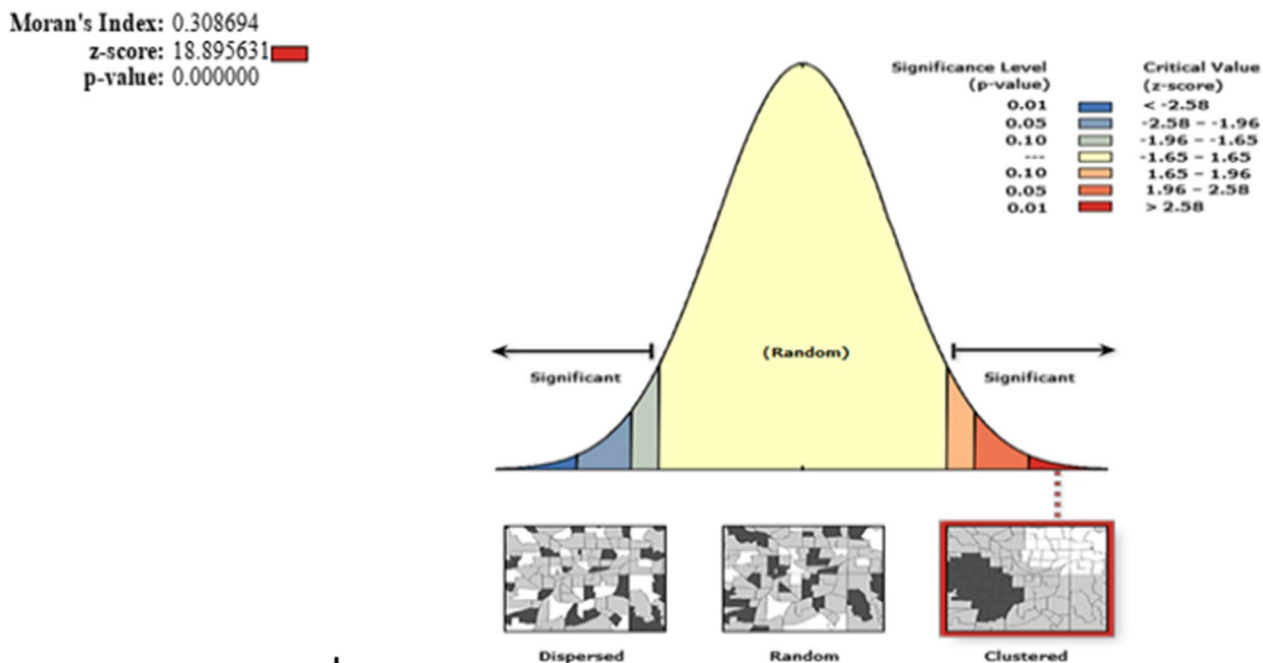 Moran's Index: 0.308694
z-score: 18.895631
p-value: 0.000000
Significance Level Critical Value
(p-value) (z-score)
0.01 < -2.58
0.05 -2.58 – -1.96
0.10 -1.96 – -1.65
--- -1.65 – 1.65
0.10 1.65 – 1.96
0.05 1.96 – 2.58
0.01 > 2.58
(Random)
Significant Significant
Dispersed Random Clustered